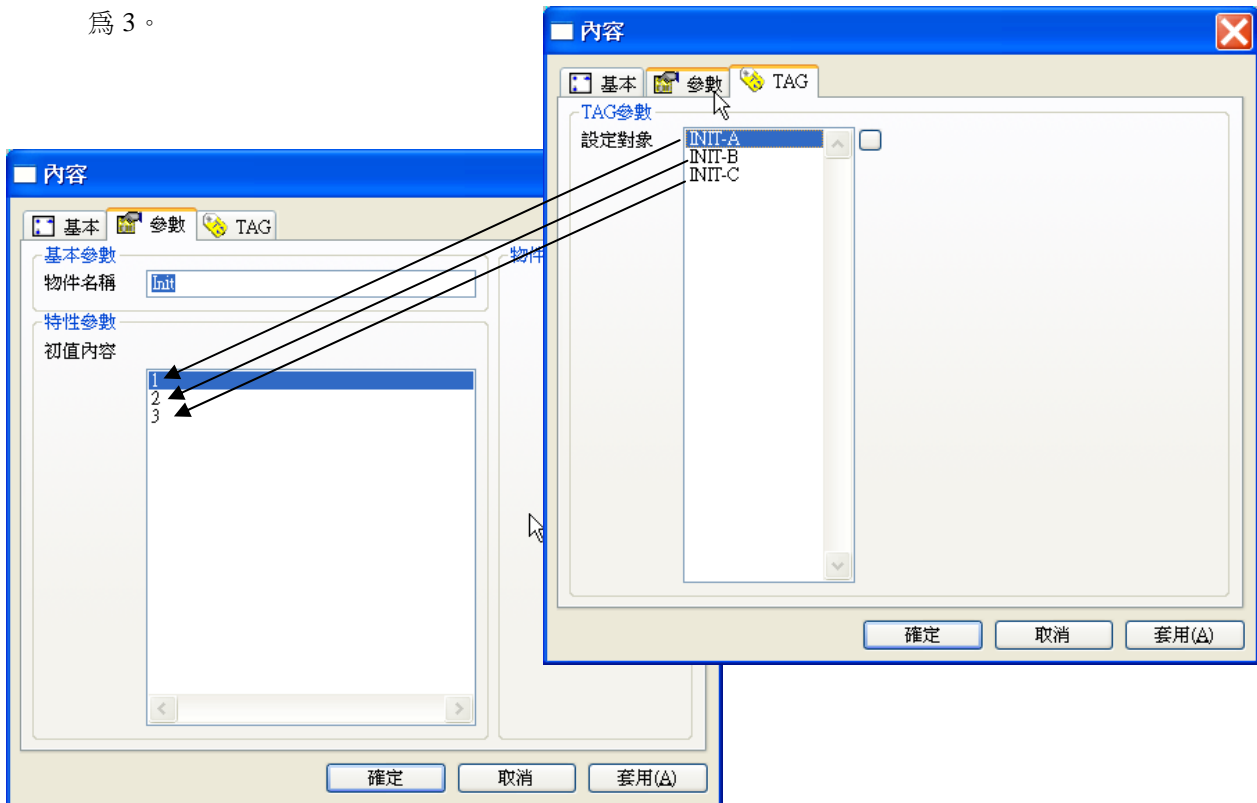 為 3。
內容
基本 參數 TAG
TAG參數
設定對象
INIT-A
INIT-B
INIT-C
確定 取消 套用(A)
內容
基本 參數 TAG
基本參數
物件名稱 Init
特性參數
初值內容
1
2
3
物件
確定 取消 套用(A)